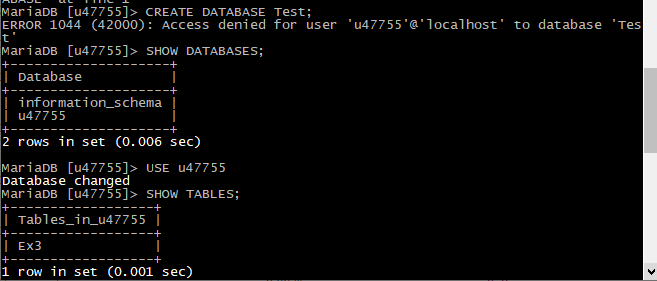 MariaDB [u47755]> CREATE DATABASE Test;
ERROR 1044 (42000): Access denied for user 'u47755'@'localhost' to database 'Tes
t'
MariaDB [u47755]> SHOW DATABASES;
+--------------------+
| Database           |
+--------------------+
| information_schema |
| u47755             |
+--------------------+
2 rows in set (0.006 sec)

MariaDB [u47755]> USE u47755
Database changed
MariaDB [u47755]> SHOW TABLES;
+------------------+
| Tables_in_u47755 |
+------------------+
| Ex3              |
+------------------+
1 row in set (0.001 sec)